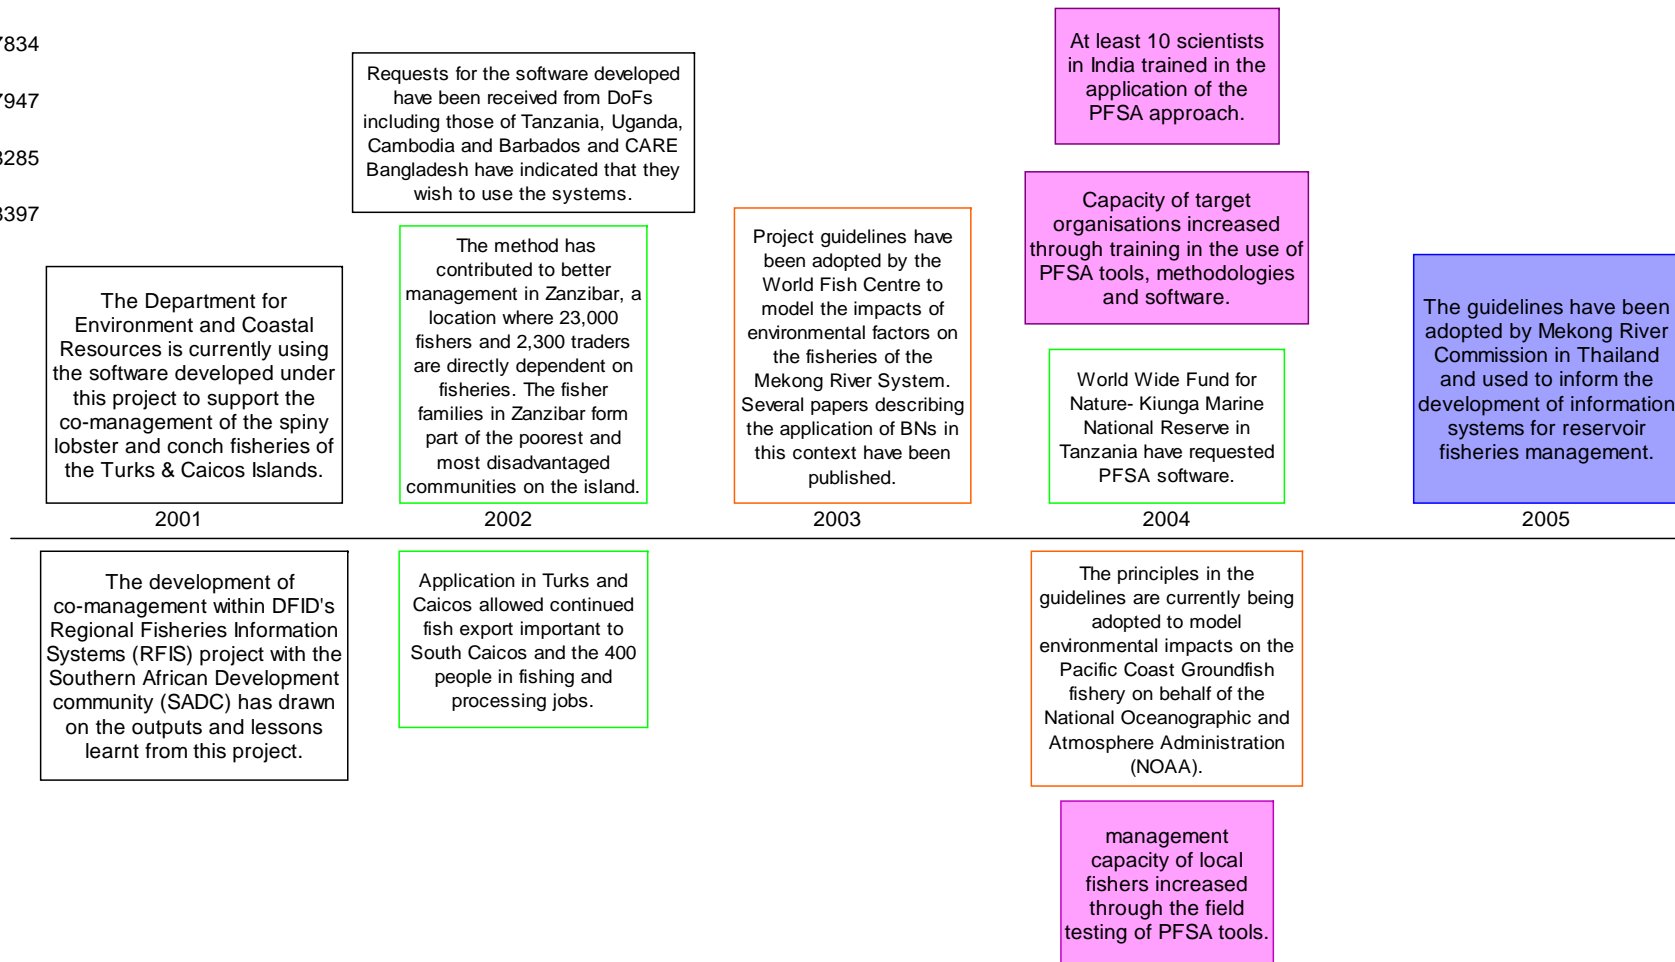 7834
7947
3285
3397
Requests for the software developed
have been received from DoFs
including those of Tanzania, Uganda,
Cambodia and Barbados and CARE
Bangladesh have indicated that they
wish to use the systems.
At least 10 scientists
in India trained in the
application of the
PFSA approach.
Capacity of target
organisations increased
through training in the use of
PFSA tools, methodologies
and software.
The Department for
Environment and Coastal
Resources is currently using
the software developed under
this project to support the
co-management of the spiny
lobster and conch fisheries of
the Turks & Caicos Islands.
The method has
contributed to better
management in Zanzibar, a
location where 23,000
fishers and 2,300 traders
are directly dependent on
fisheries. The fisher
families in Zanzibar form
part of the poorest and
most disadvantaged
communities on the island.
Project guidelines have
been adopted by the
World Fish Centre to
model the impacts of
environmental factors on
the fisheries of the
Mekong River System.
Several papers describing
the application of BNs in
this context have been
published.
World Wide Fund for
Nature- Kiunga Marine
National Reserve in
Tanzania have requested
PFSA software.
The guidelines have been
adopted by Mekong River
Commission in Thailand
and used to inform the
development of information
systems for reservoir
fisheries management.
2001
2002
2003
2004
2005
The development of
co-management within DFID's
Regional Fisheries Information
Systems (RFIS) project with the
Southern African Development
community (SADC) has drawn
on the outputs and lessons
learnt from this project.
Application in Turks and
Caicos allowed continued
fish export important to
South Caicos and the 400
people in fishing and
processing jobs.
The principles in the
guidelines are currently being
adopted to model
environmental impacts on the
Pacific Coast Groundfish
fishery on behalf of the
National Oceanographic and
Atmosphere Administration
(NOAA).
management
capacity of local
fishers increased
through the field
testing of PFSA tools.